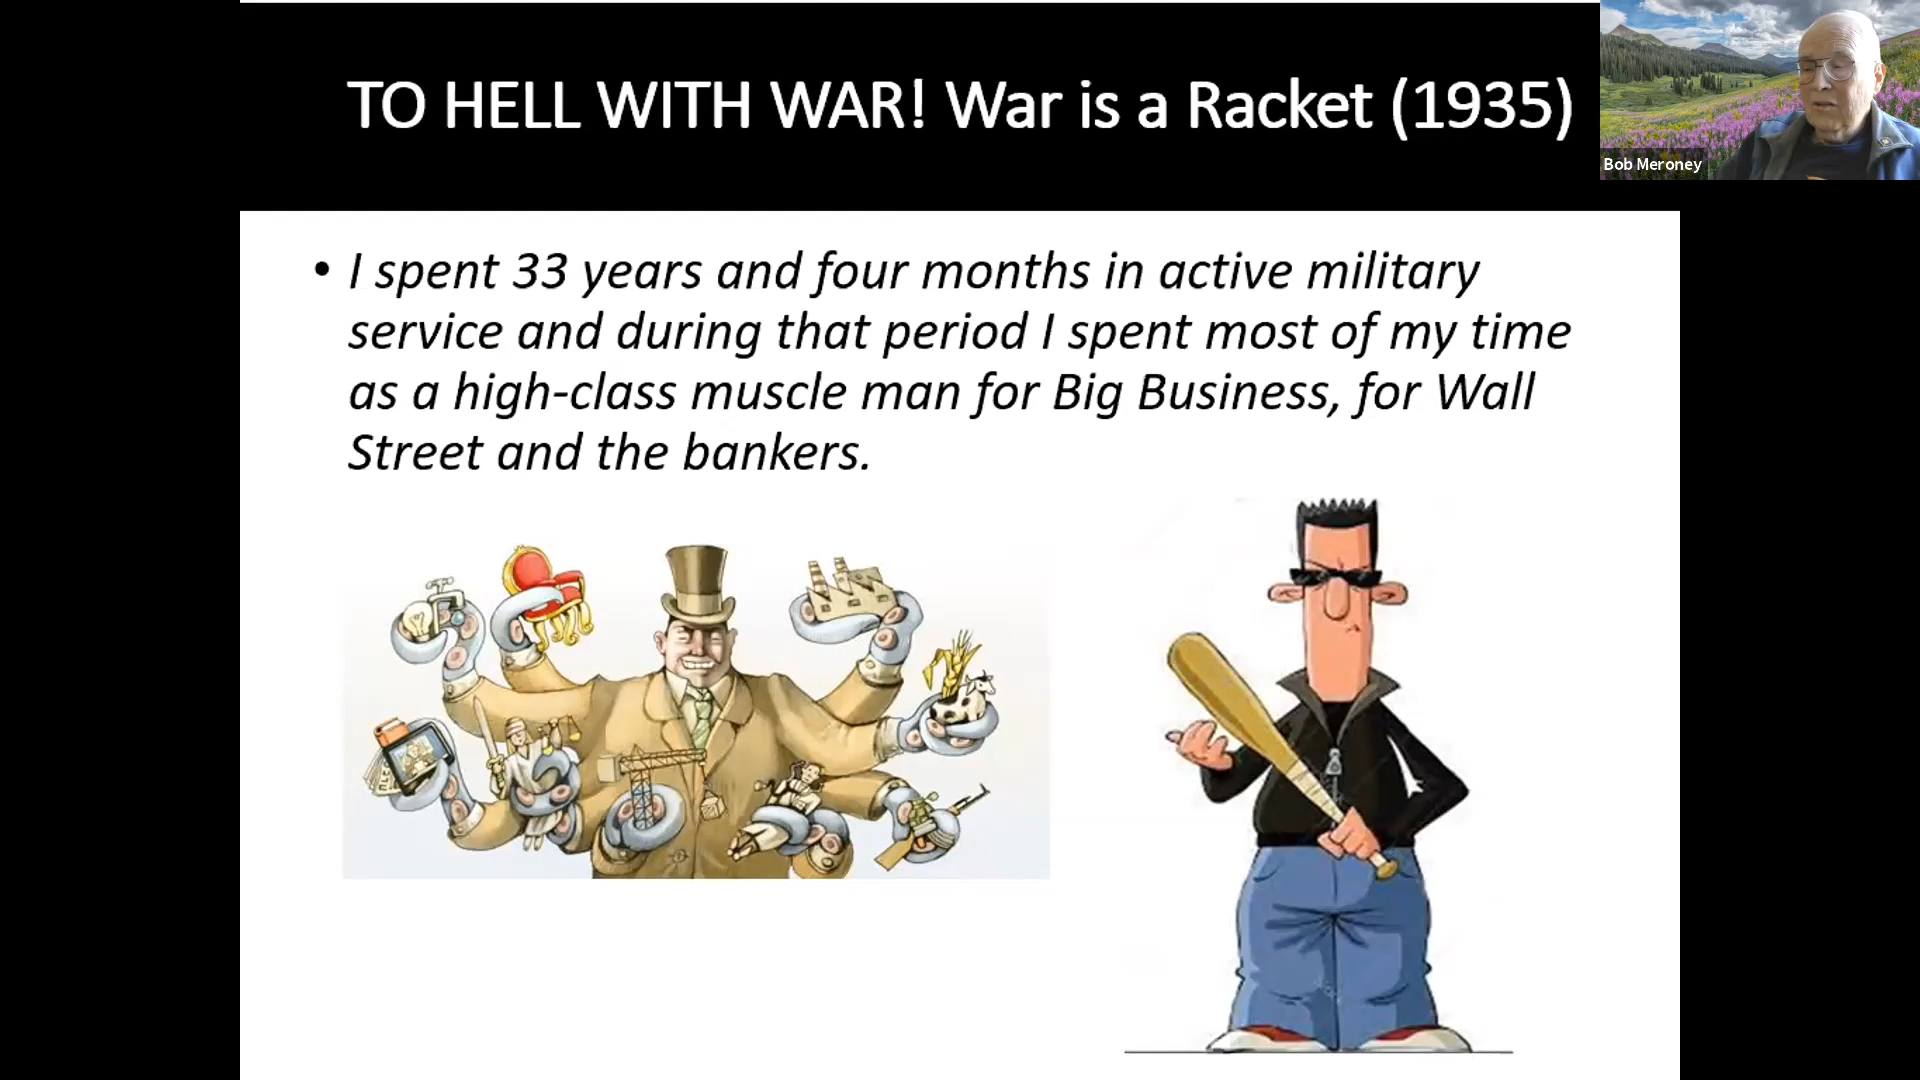 TO HELL WITH WAR! War is a Racket (1935)
Bob Meroney
• I spent 33 years and four months in active military
service and during that period I spent most of my time
as a high-class muscle man for Big Business, for Wall
Street and the bankers.